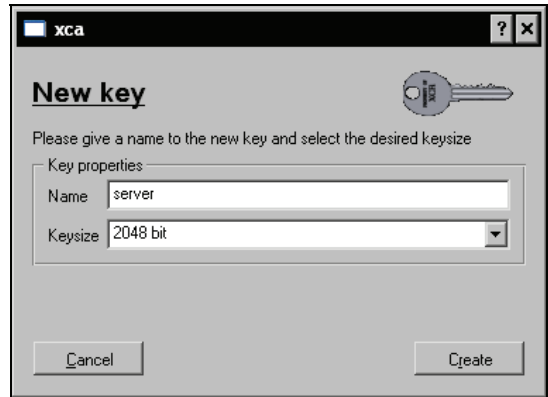 xca
New key
Please give a name to the new key and select the desired keysize
Key properties
Name server
Keysize 2048 bit
Cancel Create